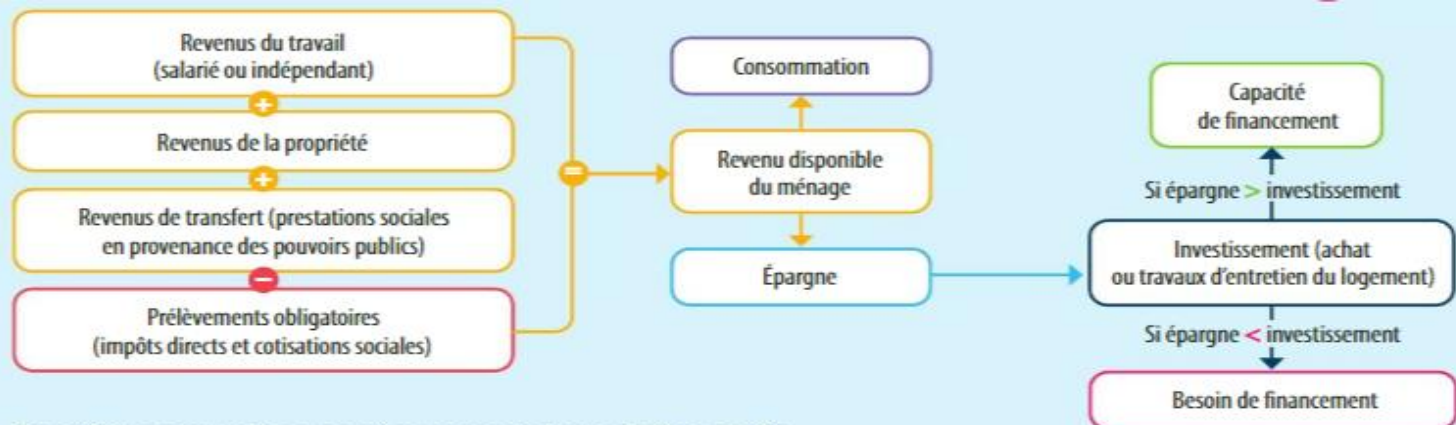 Revenus du travail
(salarié ou indépendant)
+
Revenus de la propriété
+
Revenus de transfert (prestations sociales
en provenance des pouvoirs publics)
−
Prélèvements obligatoires
(impôts directs et cotisations sociales)
=
Consommation
Revenu disponible
du ménage
Épargne
Capacité
de financement
Si épargne > investissement
Investissement (achat
ou travaux d'entretien du logement)
Si épargne < investissement
Besoin de financement